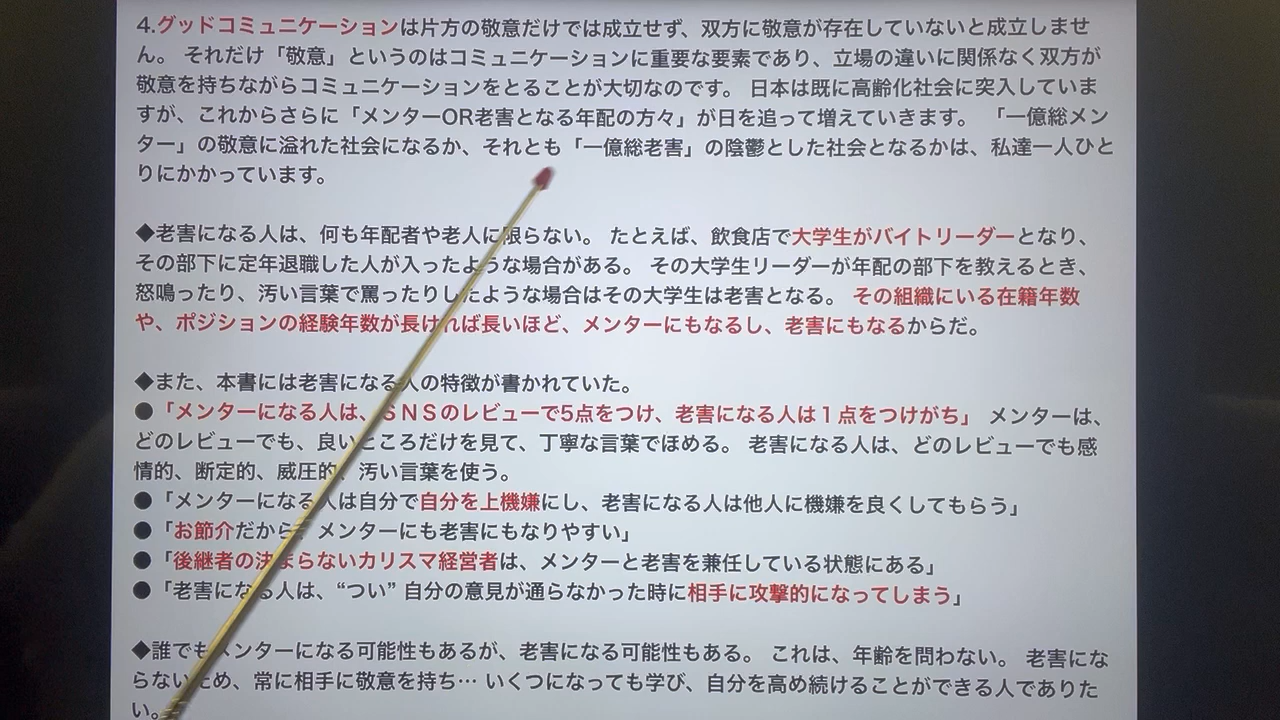 4.グッドコミュニケーションは片方の敬意だけでは成立せず、双方に敬意が存在していないと成立しませ
ん。 それだけ「敬意」というのはコミュニケーションに重要な要素であり、立場の違いに関係なく双方が
敬意を持ちながらコミュニケーションをとることが大切なのです。 日本は既に高齢化社会に突入していま
すが、これからさらに「メンターOR老害となる年配の方々」が日を追って増えていきます。 「一億総メン
ター」の敬意に溢れた社会になるか、それとも「一億総老害」の陰鬱とした社会となるかは、私達一人ひと
りにかかっています。
◆老害になる人は、何も年配者や老人に限らない。 たとえば、飲食店で大学生がバイトリーダーとなり、
その部下に定年退職した人が入ったような場合がある。 その大学生リーダーが年配の部下を教えるとき、
怒鳴ったり、汚い言葉で罵ったりしたような場合はその大学生は老害となる。 その組織にいる在籍年数
や、ポジションの経験年数が長ければ長いほど、メンターにもなるし、老害にもなるからだ。
◆また、本書には老害になる人の特徴が書かれていた。
●「メンターになる人は、ＳＮＳのレビューで5点をつけ、老害になる人は１点をつけがち」 メンターは、
どのレビューでも、良いところだけを見て、丁寧な言葉でほめる。 老害になる人は、どのレビューでも感
情的、断定的、威圧的、汚い言葉を使う。
●「メンターになる人は自分で自分を上機嫌にし、老害になる人は他人に機嫌を良くしてもらう」
●「お節介だから、メンターにも老害にもなりやすい」
●「後継者の決まらないカリスマ経営者は、メンターと老害を兼任している状態にある」
●「老害になる人は、“つい” 自分の意見が通らなかった時に相手に攻撃的になってしまう」
◆誰でもメンターになる可能性もあるが、老害になる可能性もある。 これは、年齢を問わない。 老害にな
らないため、常に相手に敬意を持ち… いくつになっても学び、自分を高め続けることができる人でありた
い。